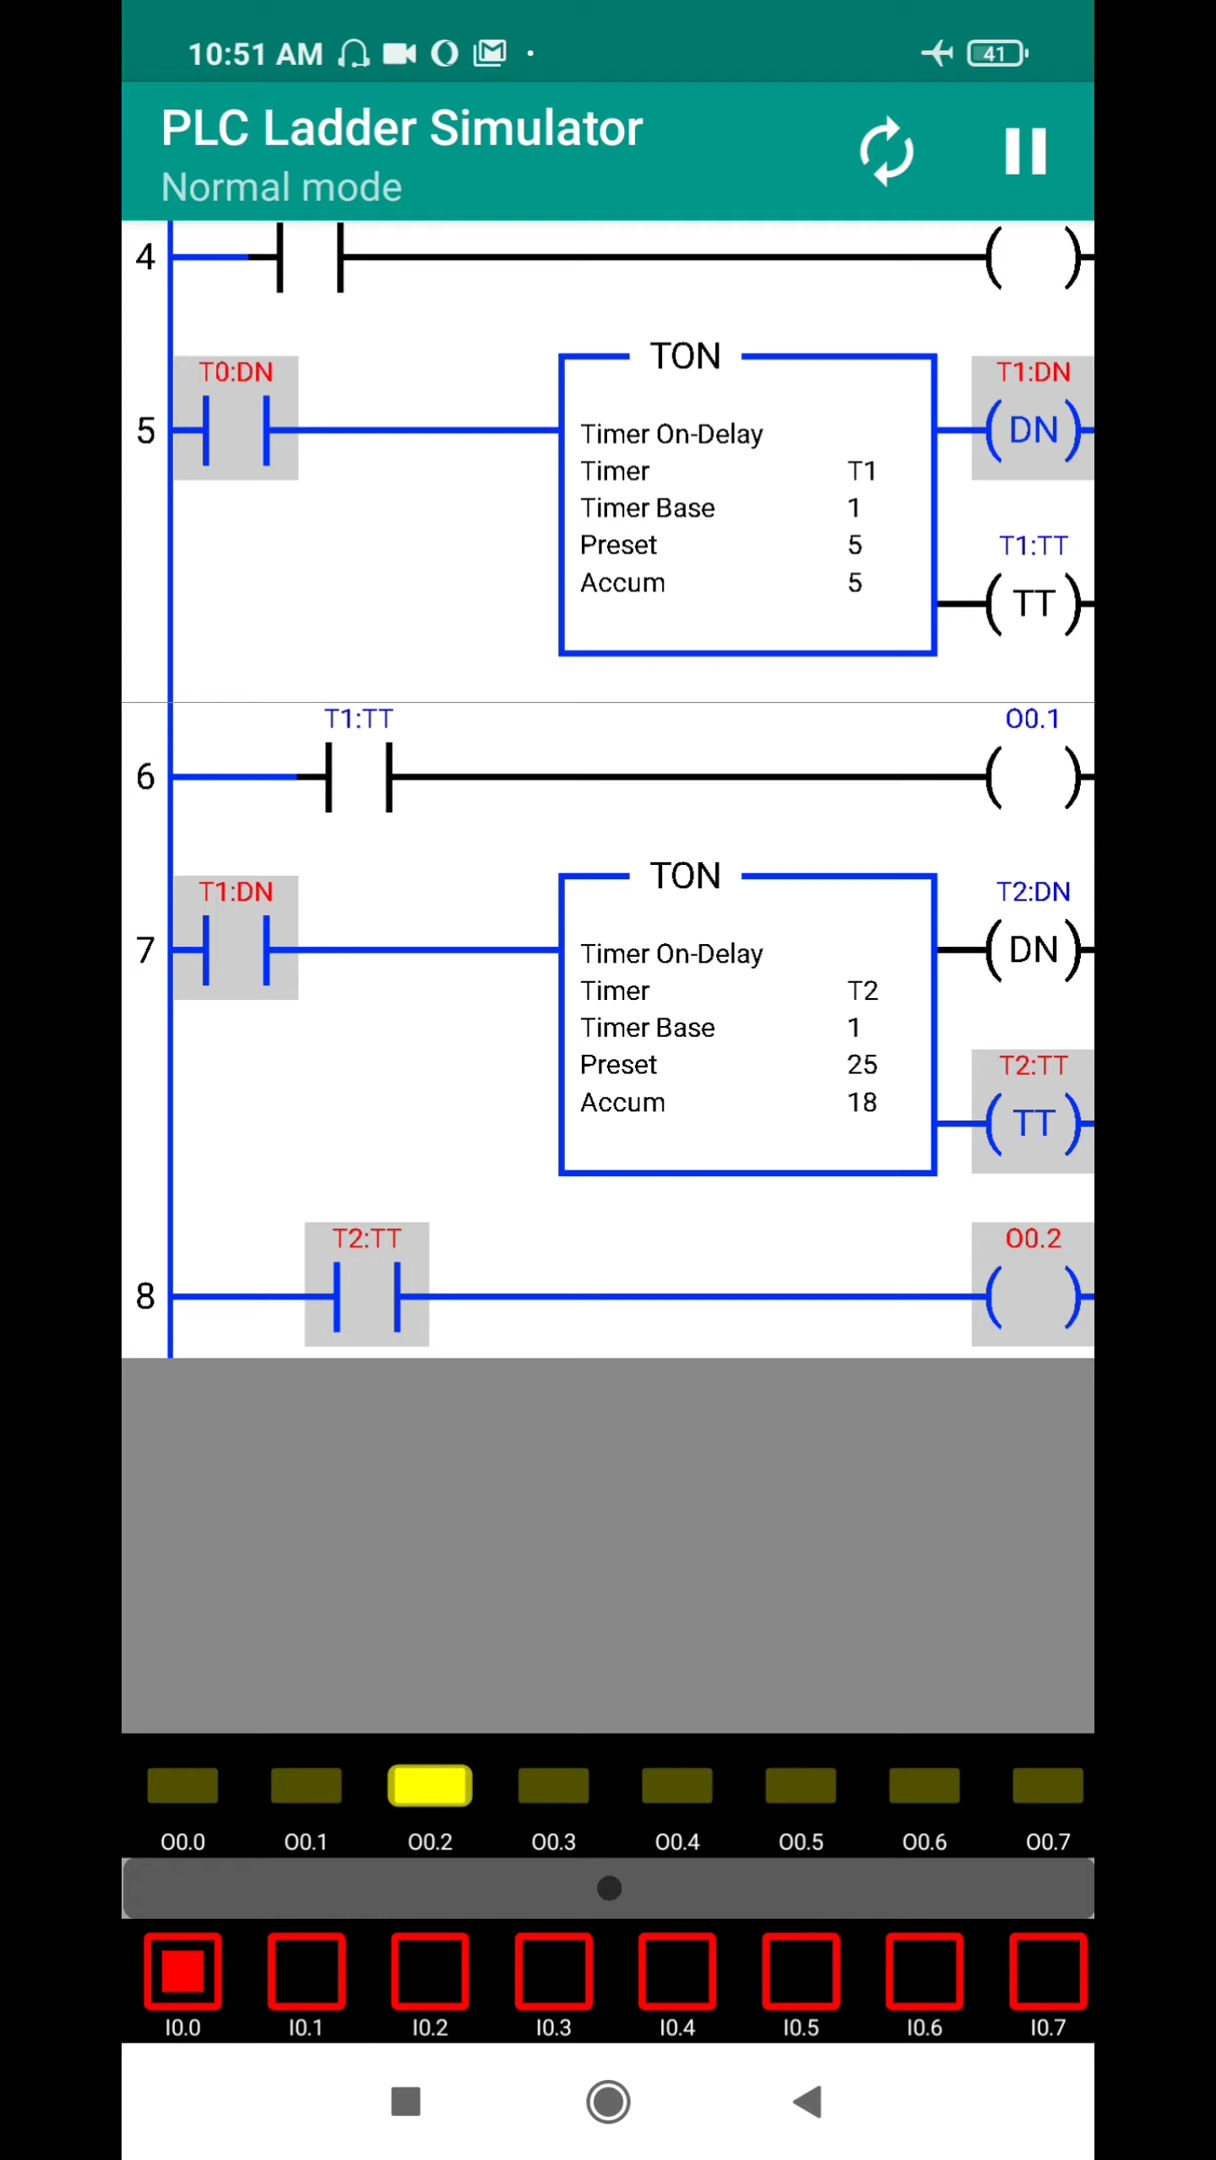 10:51 AM
41
PLC Ladder Simulator
Normal mode
4
T0:DN
TON
T1:DN
5
Timer On-Delay
DN
Timer T1
Timer Base 1
Preset 5
T1:TT
Accum 5
TT
T1:TT
O0.1
6
T1:DN
TON
T2:DN
7
Timer On-Delay
DN
Timer T2
Timer Base 1
Preset 25
T2:TT
Accum 18
TT
T2:TT
O0.2
8
O0.0 O0.1 O0.2 O0.3 O0.4 O0.5 O0.6 O0.7
I0.0 I0.1 I0.2 I0.3 I0.4 I0.5 I0.6 I0.7